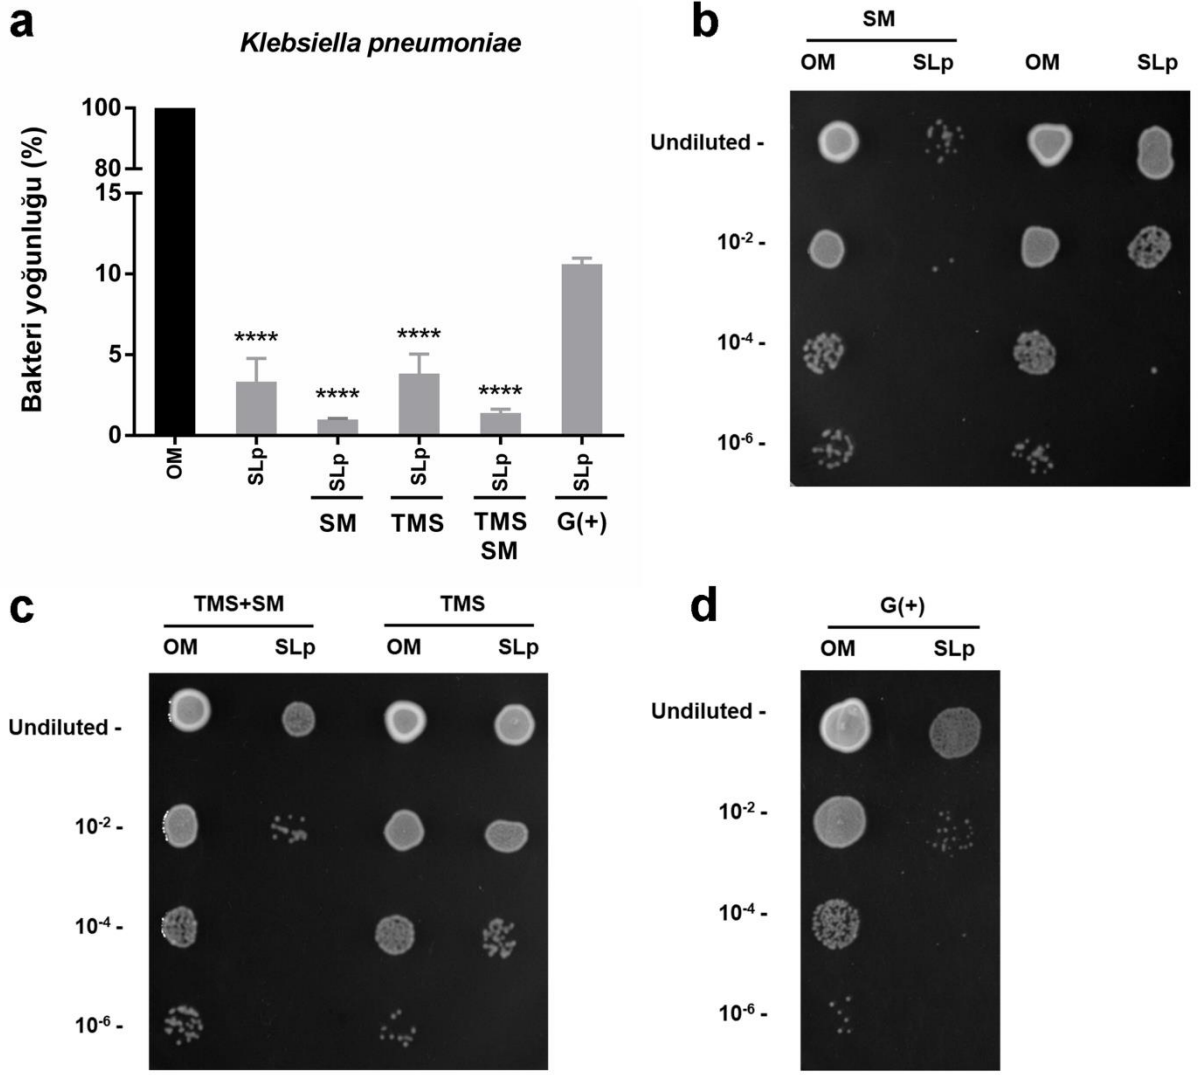 a
Klebsiella pneumoniae
Bakteri yoğunluğu (%)
100
80
15
10
5
0
****
****
****
****
OM
SLp
SLp
SLp
SLp
SLp
SM
TMS
TMS
SM
G(+)
b
SM
OM SLp OM SLp
Undiluted -
10⁻² -
10⁻⁴ -
10⁻⁶ -
c
TMS+SM TMS
OM SLp OM SLp
Undiluted -
10⁻² -
10⁻⁴ -
10⁻⁶ -
d
G(+)
OM SLp
Undiluted -
10⁻² -
10⁻⁴ -
10⁻⁶ -